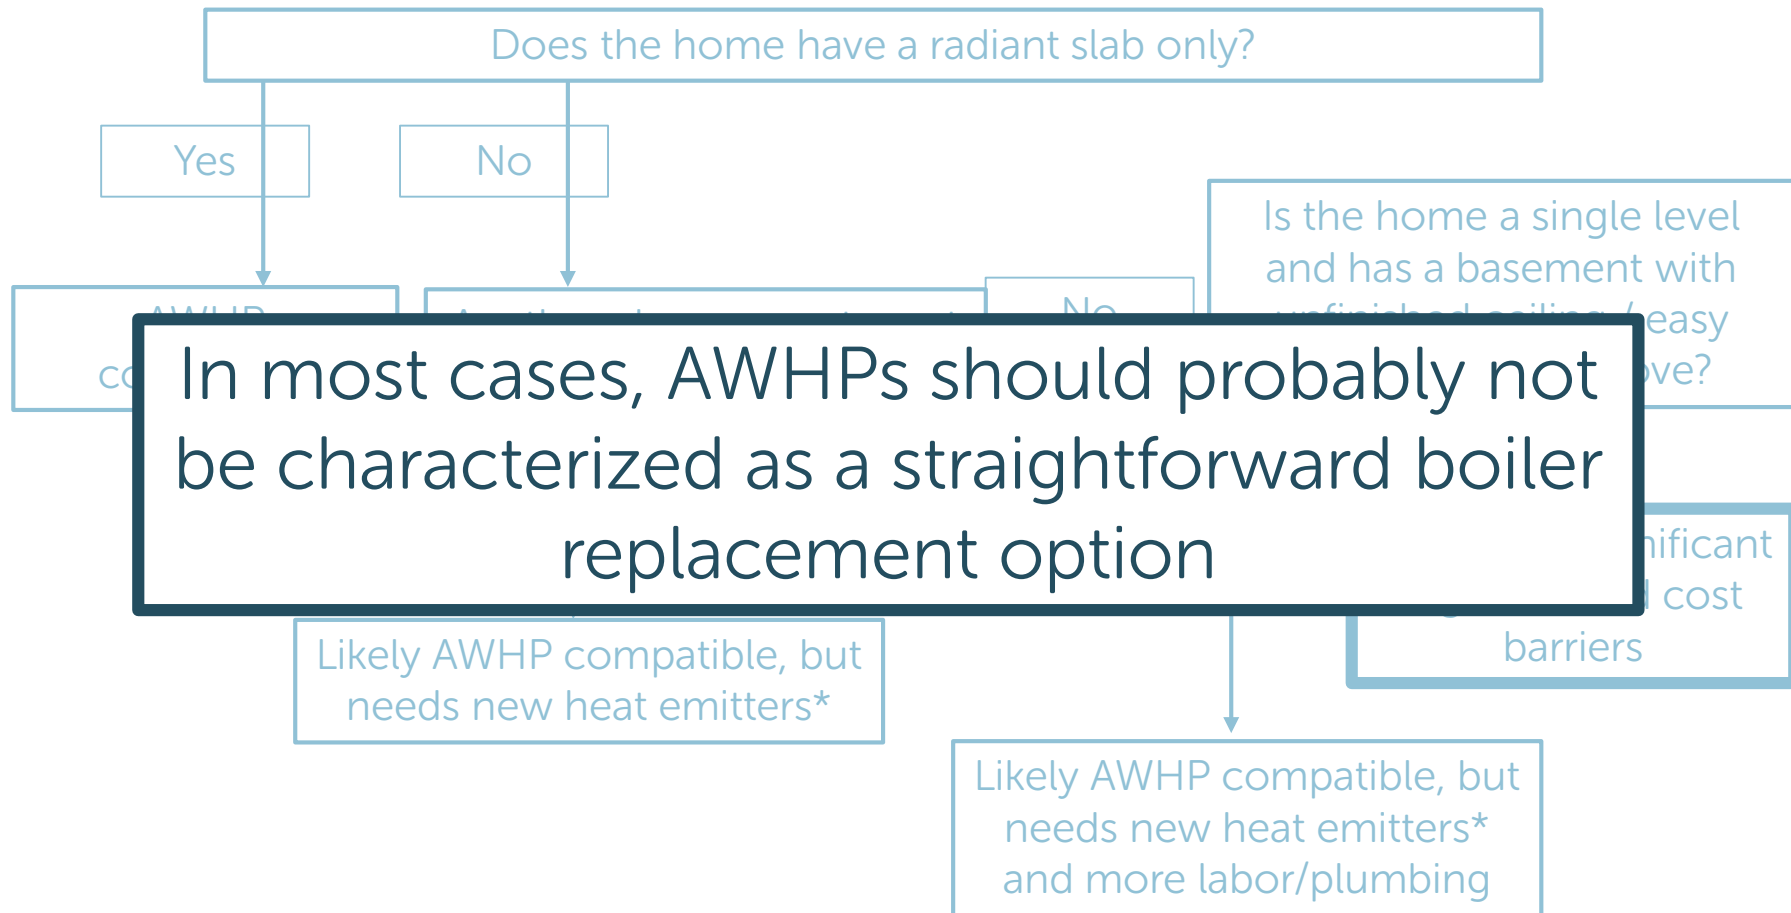 Does the home have a radiant slab only?
Yes
No
Is the home a single level
and has a basement with
easy
No
In most cases, AWHPs should probably not
be characterized as a straightforward boiler
replacement option
cost
barriers
Likely AWHP compatible, but
needs new heat emitters*
Likely AWHP compatible, but
needs new heat emitters*
and more labor/plumbing